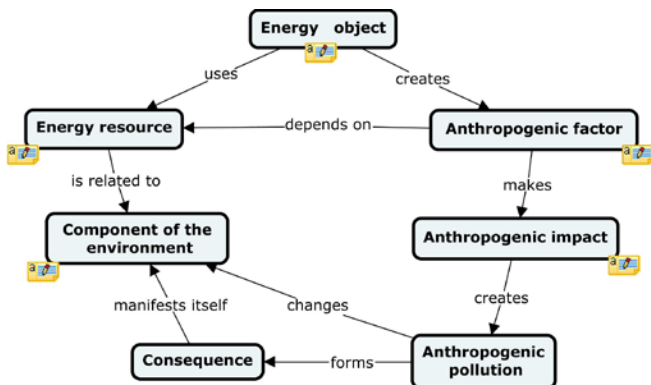 Energy object
a
uses
creates
Energy resource
depends on
Anthropogenic factor
a
a
is related to
makes
Component of the
environment
Anthropogenic impact
a
a
creates
manifests itself
changes
Consequence
forms
Anthropogenic
pollution